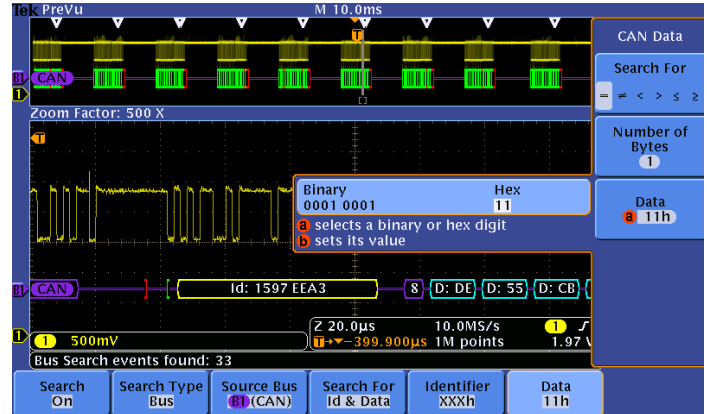 Tek PreVu
M 10.0ms
T
CAN Data
B1 CAN
1
Search For
= ≠ < > ≤ ≥
Zoom Factor: 500 X
T
Number of
Bytes
1
Binary
Hex
0001 0001
11
a selects a binary or hex digit
b sets its value
Data
a 11h
B1 CAN
Id: 1597 EEA3
8
D: DE
D: 55
D: CB
1
1 500mV
Z 20.0µs
10.0MS/s
1
T→▼-399.900µs
1M points
1.97 V
Bus Search events found: 33
Search
On
Search Type
Bus
Source Bus
B1 (CAN)
Search For
Id & Data
Identifier
XXXh
Data
11h